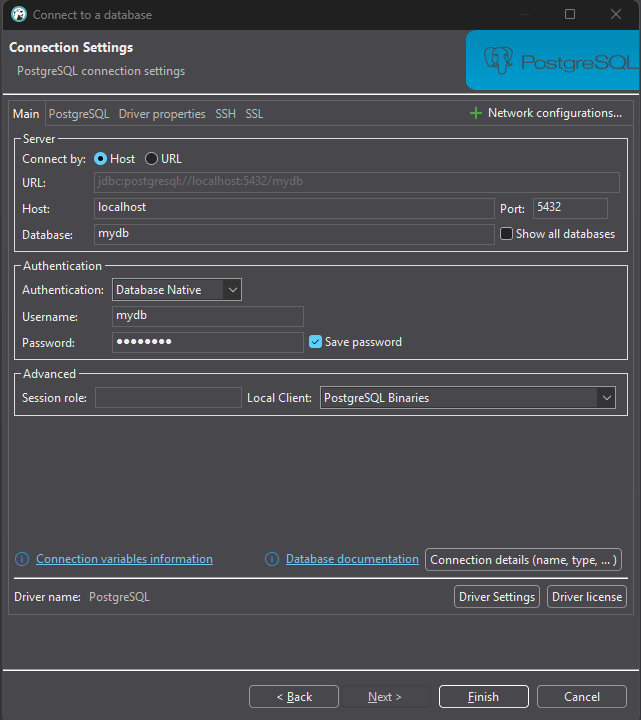 Connect to a database
Connection Settings
PostgreSQL connection settings
PostgreSQL
Main PostgreSQL Driver properties SSH SSL Network configurations...
Server
Connect by: Host URL
URL: jdbc:postgresql://localhost:5432/mydb
Host: localhost Port: 5432
Database: mydb Show all databases
Authentication
Authentication: Database Native
Username: mydb
Password: •••••••• Save password
Advanced
Session role: Local Client: PostgreSQL Binaries
Connection variables information Database documentation Connection details (name, type, ... )
Driver name: PostgreSQL Driver Settings Driver license
< Back Next > Finish Cancel